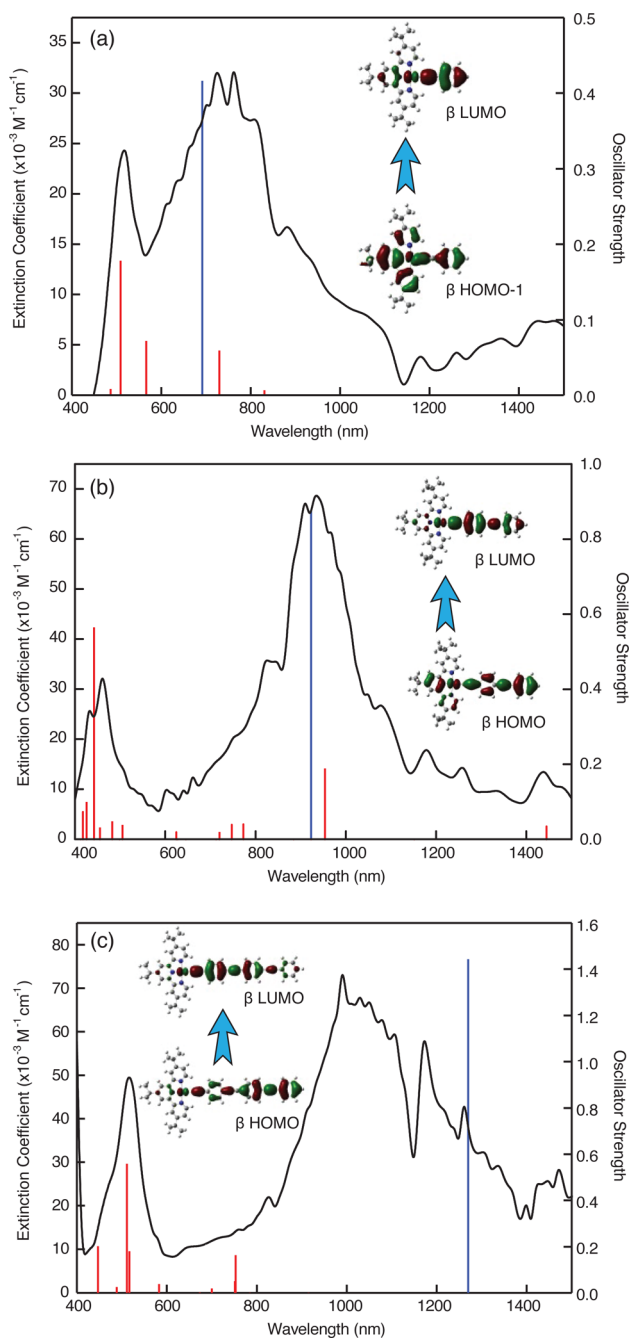 (a)
Extinction Coefficient (x10⁻³ M⁻¹ cm⁻¹)
35
30
25
20
15
10
5
0
0.5
0.4
0.3
0.2
0.1
0.0
Oscillator Strength
β LUMO
β HOMO-1
400 600 800 1000 1200 1400
Wavelength (nm)
(b)
Extinction Coefficient (x10⁻³ M⁻¹ cm⁻¹)
70
60
50
40
30
20
10
0
1.0
0.8
0.6
0.4
0.2
0.0
Oscillator Strength
β LUMO
β HOMO
400 600 800 1000 1200 1400
Wavelength (nm)
(c)
Extinction Coefficient (x10⁻³ M⁻¹ cm⁻¹)
80
70
60
50
40
30
20
10
0
1.6
1.4
1.2
1.0
0.8
0.6
0.4
0.2
0.0
Oscillator Strength
β LUMO
β HOMO
400 600 800 1000 1200 1400
Wavelength (nm)